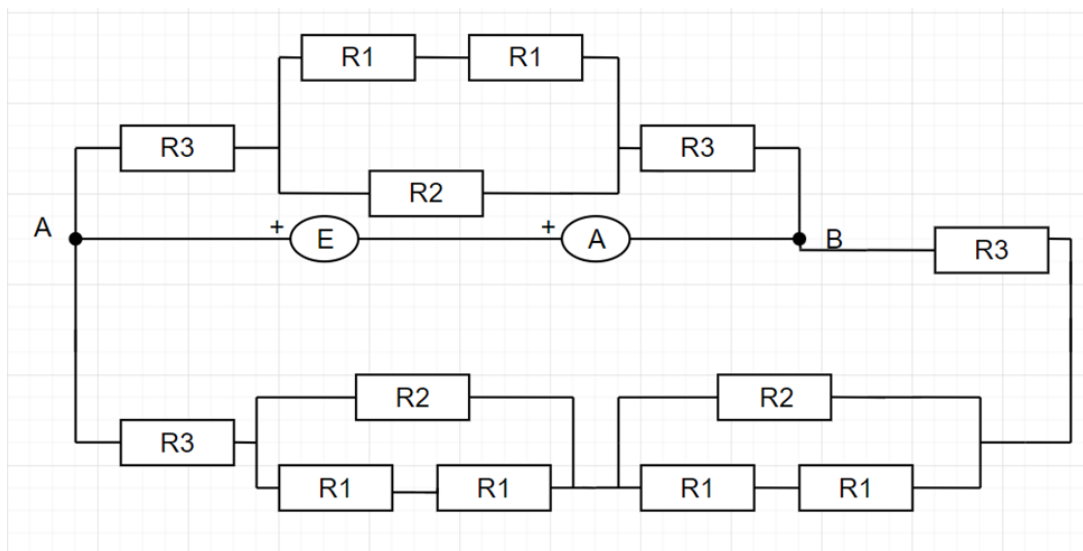 R1 R1
R3 R3
R2
A + E + A B R3
R2 R2
R3
R1 R1 R1 R1